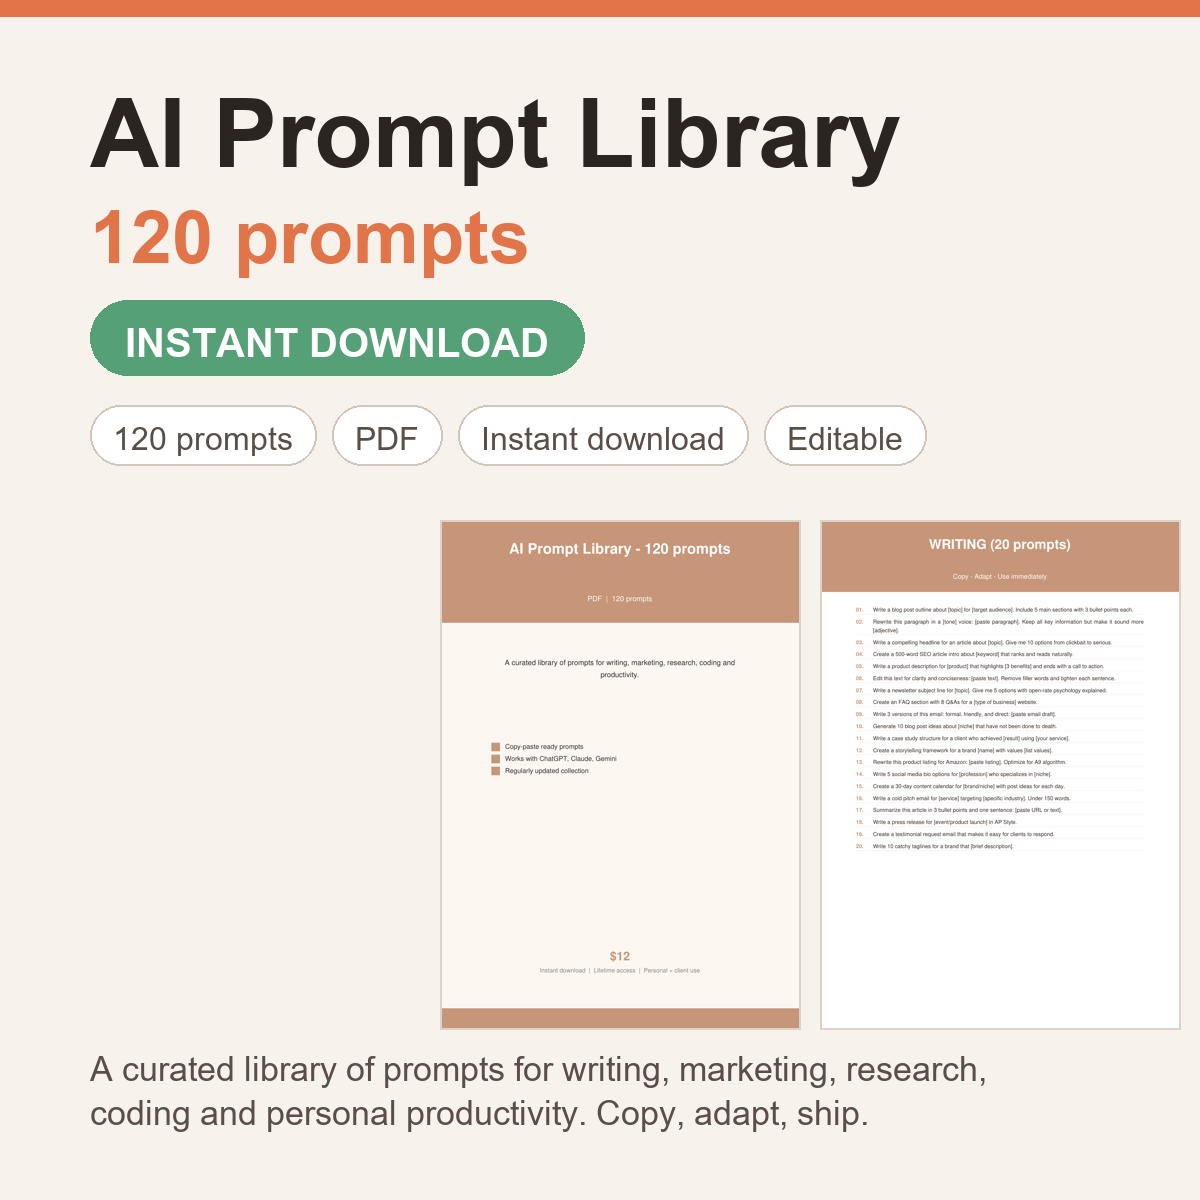 AI Prompt Library
120 prompts
INSTANT DOWNLOAD
120 prompts
PDF
Instant download
Editable
AI Prompt Library - 120 prompts
PDF | 120 prompts
A curated library of prompts for writing, marketing, research, coding and
productivity.
Copy-paste ready prompts
Works with ChatGPT, Claude, Gemini
Regularly updated collection
$12
Instant download | Lifetime access | Personal + client use
WRITING (20 prompts)
Copy - Adapt - Use immediately
01. Write a blog post outline about [topic] for [target audience]. Include 5 main sections with 3 bullet points each.
02. Rewrite this paragraph in a [tone] voice: [paste paragraph]. Keep all key information but make it sound more
[adjective].
03. Write a compelling headline for an article about [topic]. Give me 10 options from clickbait to serious.
04. Create a 500-word SEO article intro about [keyword] that ranks and reads naturally.
05. Write a product description for [product] that highlights [3 benefits] and ends with a call to action.
06. Edit this text for clarity and conciseness: [paste text]. Remove filler words and tighten each sentence.
07. Write a newsletter subject line for [topic]. Give me 5 options with open-rate psychology explained.
08. Create an FAQ section with 8 Q&As for a [type of business] website.
09. Write 3 versions of this email: formal, friendly, and direct: [paste email draft].
10. Generate 10 blog post ideas about [niche] that have not been done to death.
11. Write a case study structure for a client who achieved [result] using [your service].
12. Create a storytelling framework for a brand [name] with values [list values].
13. Rewrite this product listing for Amazon: [paste listing]. Optimize for A9 algorithm.
14. Write 5 social media bio options for [profession] who specializes in [niche].
15. Create a 30-day content calendar for [brand/niche] with post ideas for each day.
16. Write a cold pitch email for [service] targeting [specific industry]. Under 150 words.
17. Summarize this article in 3 bullet points and one sentence: [paste URL or text].
18. Write a press release for [event/product launch] in AP Style.
19. Create a testimonial request email that makes it easy for clients to respond.
20. Write 10 catchy taglines for a brand that [brief description].
A curated library of prompts for writing, marketing, research,
coding and personal productivity. Copy, adapt, ship.